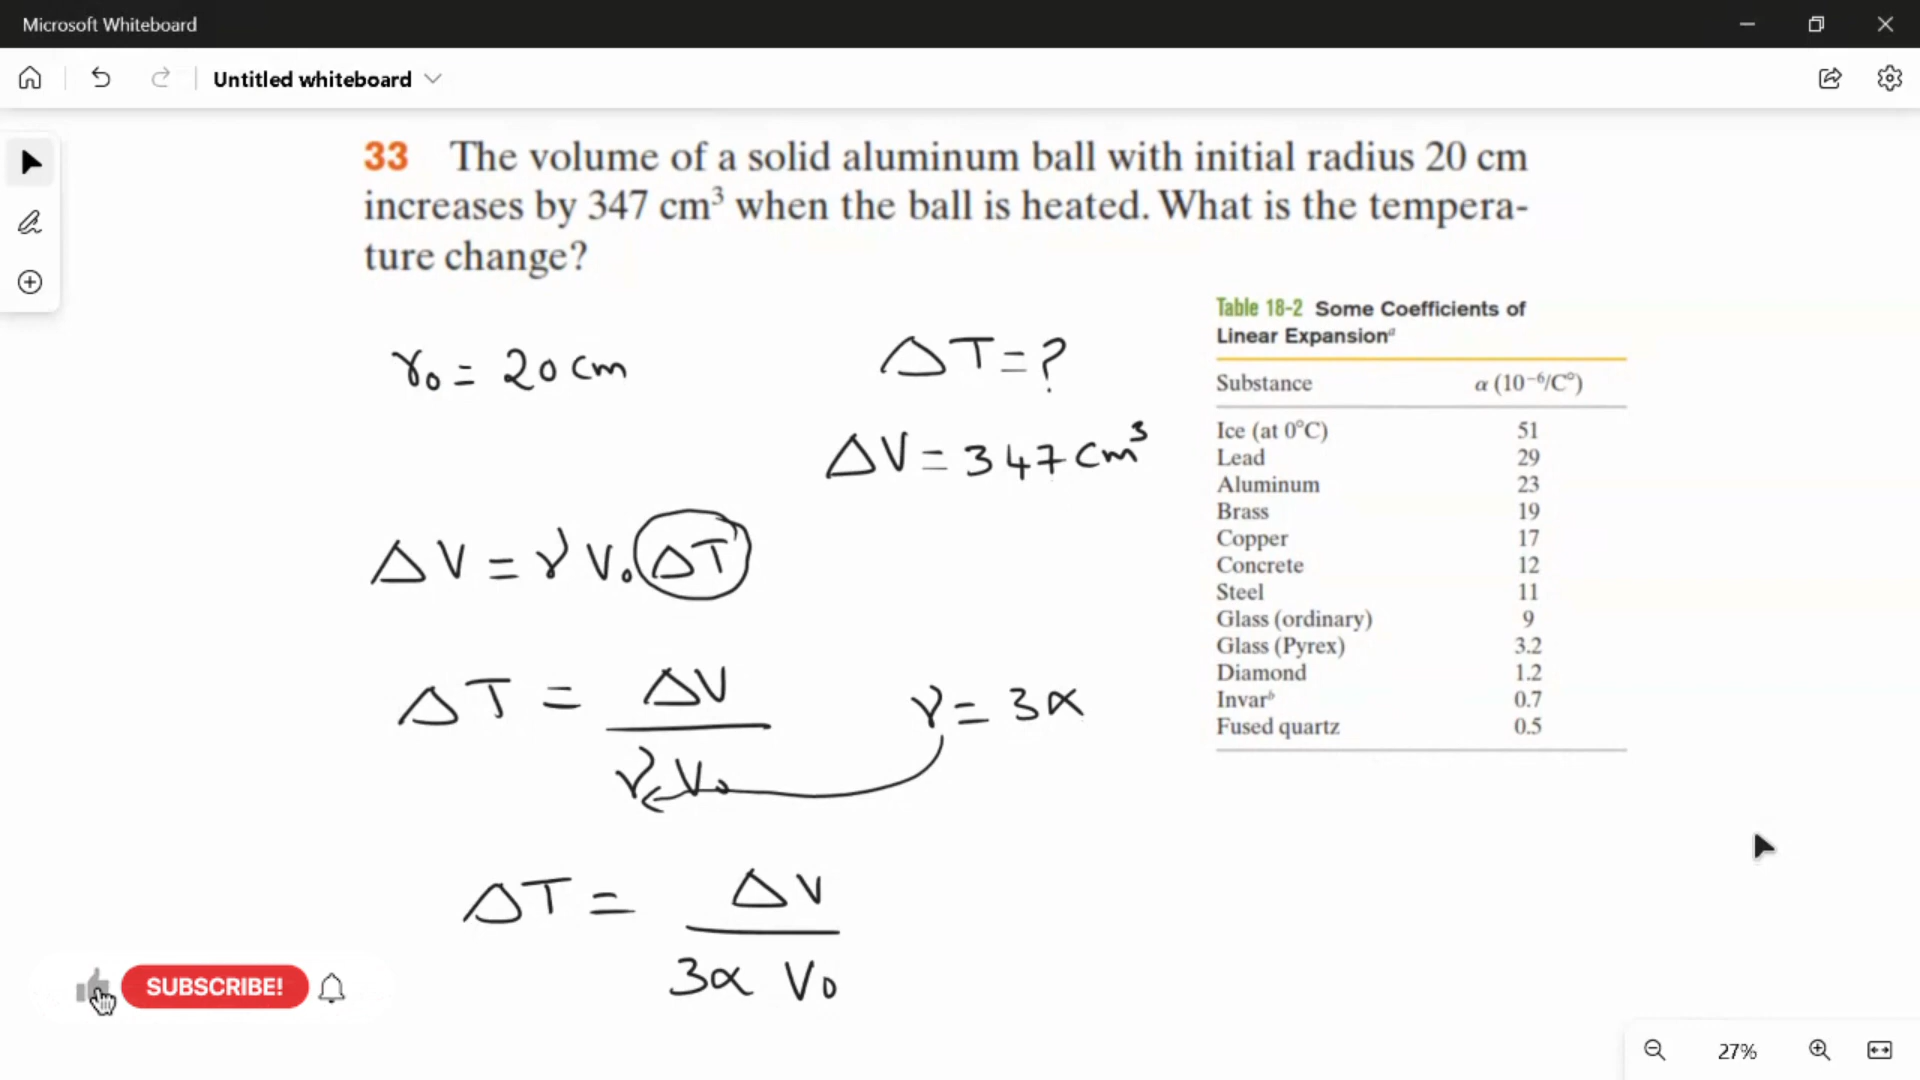 Microsoft Whiteboard
Untitled whiteboard
33 The volume of a solid aluminum ball with initial radius 20 cm
increases by 347 cm³ when the ball is heated. What is the tempera-
ture change?
Table 18-2 Some Coefficients of
Linear Expansionᵃ
Substance α (10⁻⁶/C°)
Ice (at 0°C) 51
Lead 29
Aluminum 23
Brass 19
Copper 17
Concrete 12
Steel 11
Glass (ordinary) 9
Glass (Pyrex) 3.2
Diamond 1.2
Invarᵇ 0.7
Fused quartz 0.5
r₀ = 20 cm
ΔT = ?
ΔV = 347 cm³
ΔV = γ V₀ ΔT
ΔT = ΔV / γ V₀
γ = 3α
ΔT = ΔV / 3α V₀
SUBSCRIBE!
27%